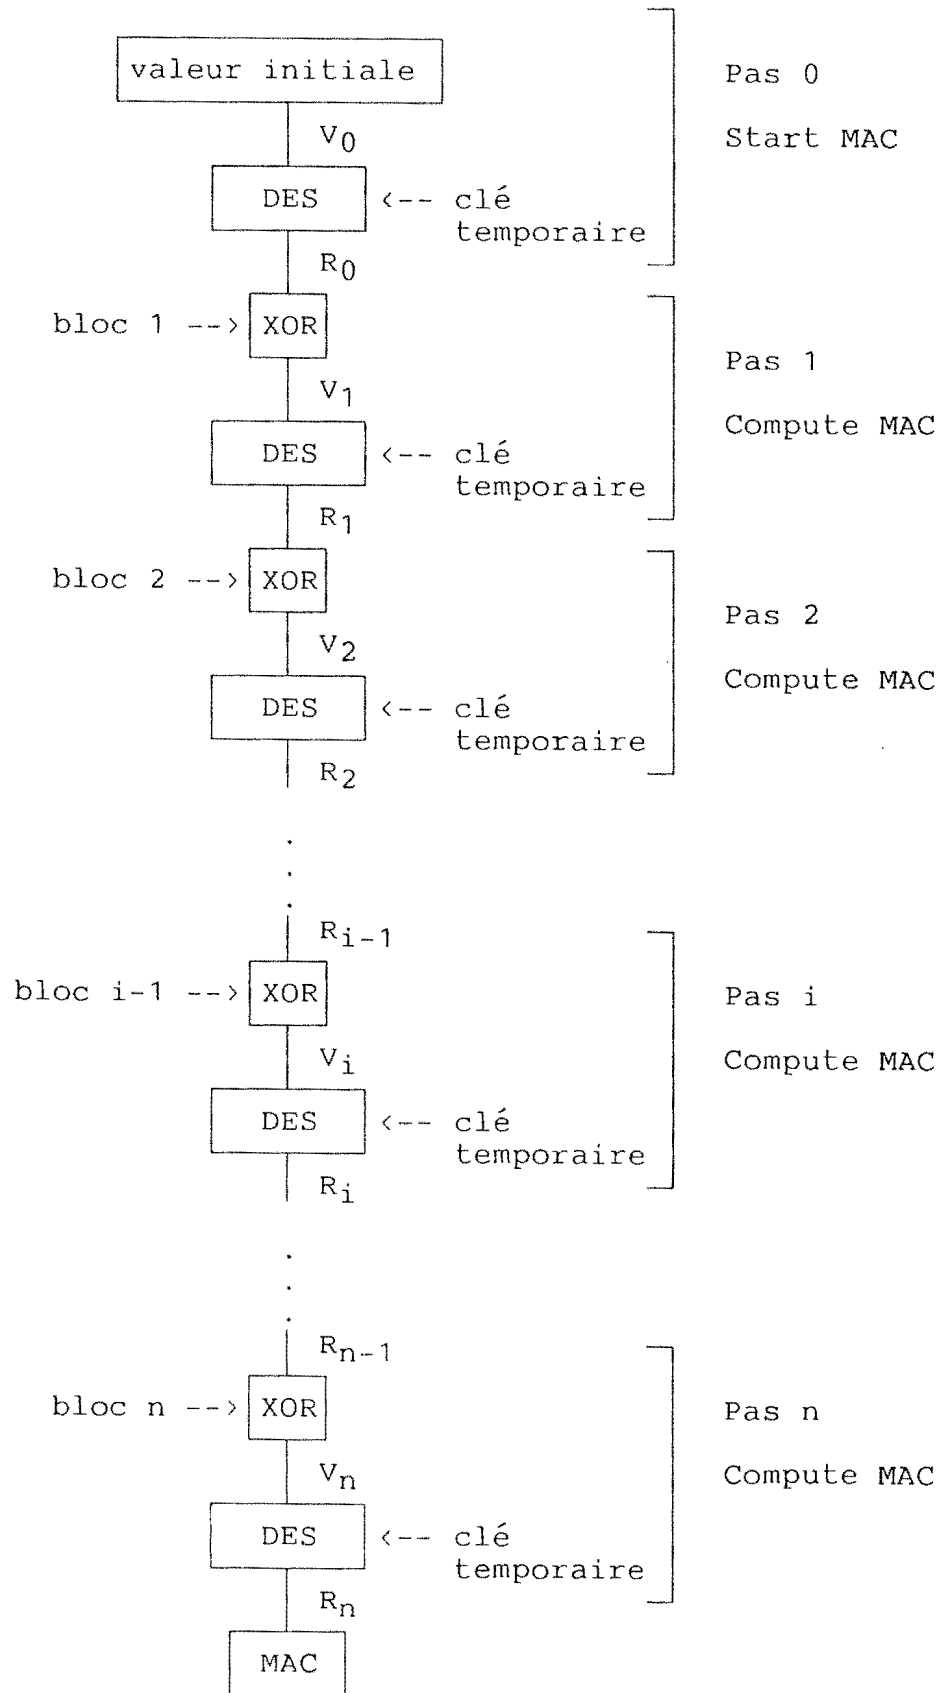 valeur initiale
Pas 0
V0
Start MAC
DES <-- clé
temporaire
R0
bloc 1 --> XOR
Pas 1
V1
Compute MAC
DES <-- clé
temporaire
R1
bloc 2 --> XOR
Pas 2
V2
Compute MAC
DES <-- clé
temporaire
R2
.
.
.
Ri-1
bloc i-1 --> XOR
Pas i
Vi
Compute MAC
DES <-- clé
temporaire
Ri
.
.
.
Rn-1
bloc n --> XOR
Pas n
Vn
Compute MAC
DES <-- clé
temporaire
Rn
MAC